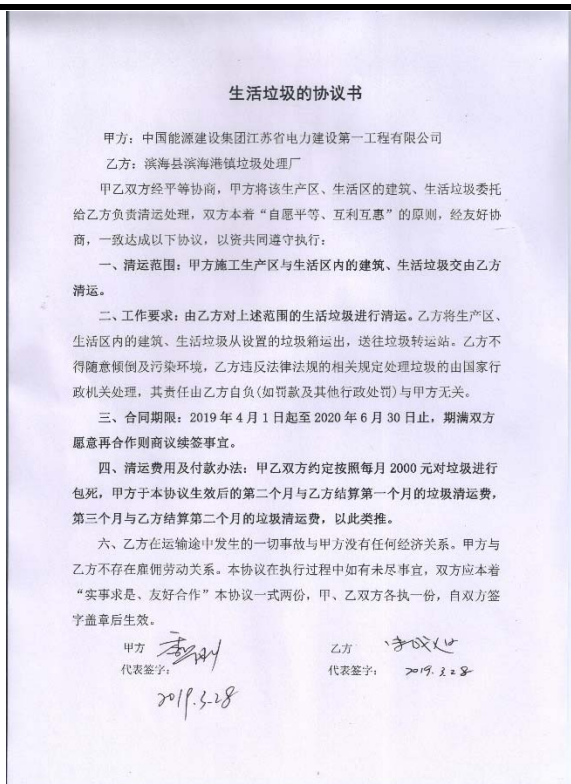 生活垃圾的协议书
甲方：中国能源建设集团江苏省电力建设第一工程有限公司
乙方：滨海县滨海港镇垃圾处理厂
甲乙双方经平等协商，甲方将该生产区、生活区的建筑、生活垃圾委托
给乙方负责清运处理，双方本着“自愿平等、互利互惠”的原则，经友好协
商，一致达成以下协议，以资共同遵守执行：
一、清运范围：甲方施工生产区与生活区内的建筑、生活垃圾交由乙方
清运。
二、工作要求：由乙方对上述范围的生活垃圾进行清运。乙方将生产区、
生活区内的建筑、生活垃圾从设置的垃圾箱运出，送往垃圾转运站。乙方不
得随意倾倒及污染环境，乙方违反法律法规的相关规定处理垃圾的由国家行
政机关处理，其责任由乙方自负(如罚款及其他行政处罚)与甲方无关。
三、合同期限：2019年4月1日起至2020年6月30日止，期满双方
愿意再合作则商议续签事宜。
四、清运费用及付款办法：甲乙双方约定按照每月2000元对垃圾进行
包死，甲方于本协议生效后的第二个月与乙方结算第一个月的垃圾清运费，
第三个月与乙方结算第二个月的垃圾清运费，以此类推。
六、乙方在运输途中发生的一切事故与甲方没有任何经济关系。甲方与
乙方不存在雇佣劳动关系。本协议在执行过程中如有未尽事宜，双方应本着
“实事求是、友好合作”本协议一式两份，甲、乙双方各执一份，自双方签
字盖章后生效。
甲方
乙方
代表签字：
代表签字：
2019.3.28
2019.3.28